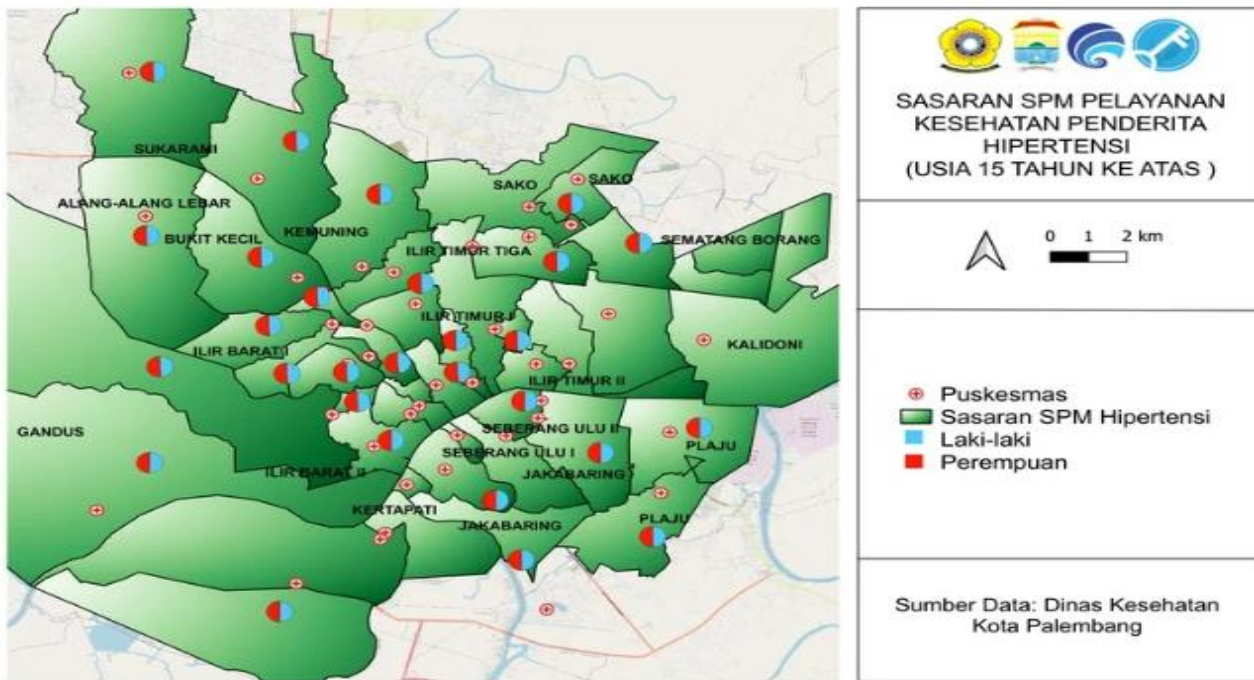 SUKARAMI
SAKO
SAKO
ALANG-ALANG LEBAR
BUKIT KECIL
KEMUNING
SEMATANG BORANG
ILIR TIMUR TIGA
ILIR TIMUR I
ILIR BARAT I
KALIDONI
ILIR TIMUR II
GANDUS
SEBERANG ULU II
PLAJU
SEBERANG ULU I
ILIR BARAT II
JAKABARING
KERTAPATI
JAKABARING
PLAJU
SASARAN SPM PELAYANAN
KESEHATAN PENDERITA
HIPERTENSI
(USIA 15 TAHUN KE ATAS )
0 1 2 km
Puskesmas
Sasaran SPM Hipertensi
Laki-laki
Perempuan
Sumber Data: Dinas Kesehatan
Kota Palembang